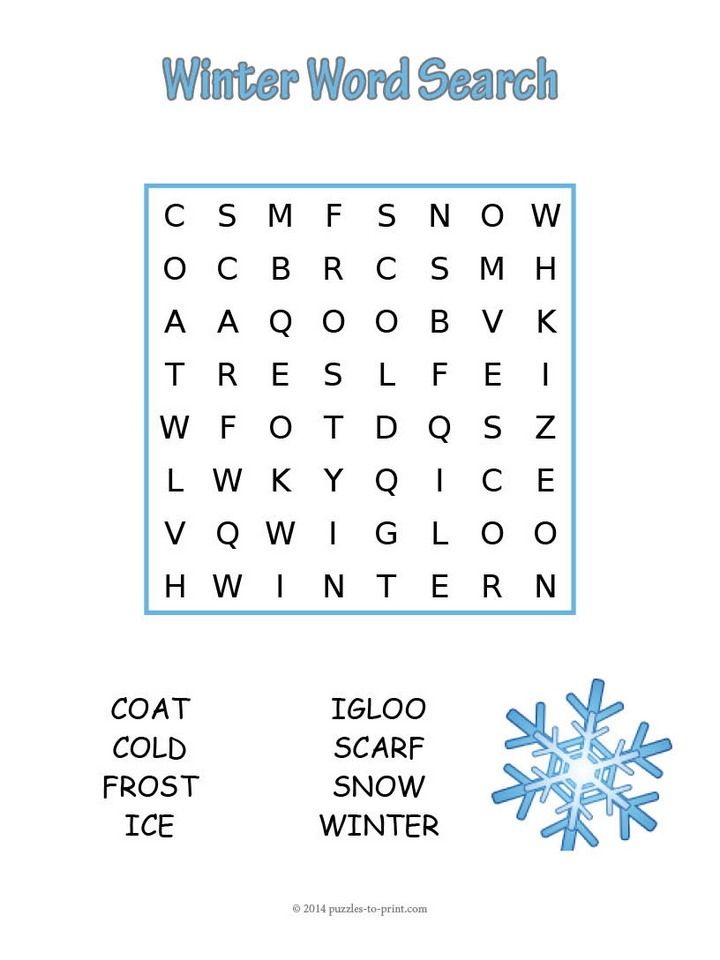 Winter Word Search
C S M F S N O W
O C B R C S M H
A A Q O O B V K
T R E S L F E I
W F O T D Q S Z
L W K Y Q I C E
V Q W I G L O O
H W I N T E R N
COAT IGLOO
COLD SCARF
FROST SNOW
ICE WINTER
© 2014 puzzles-to-print.com